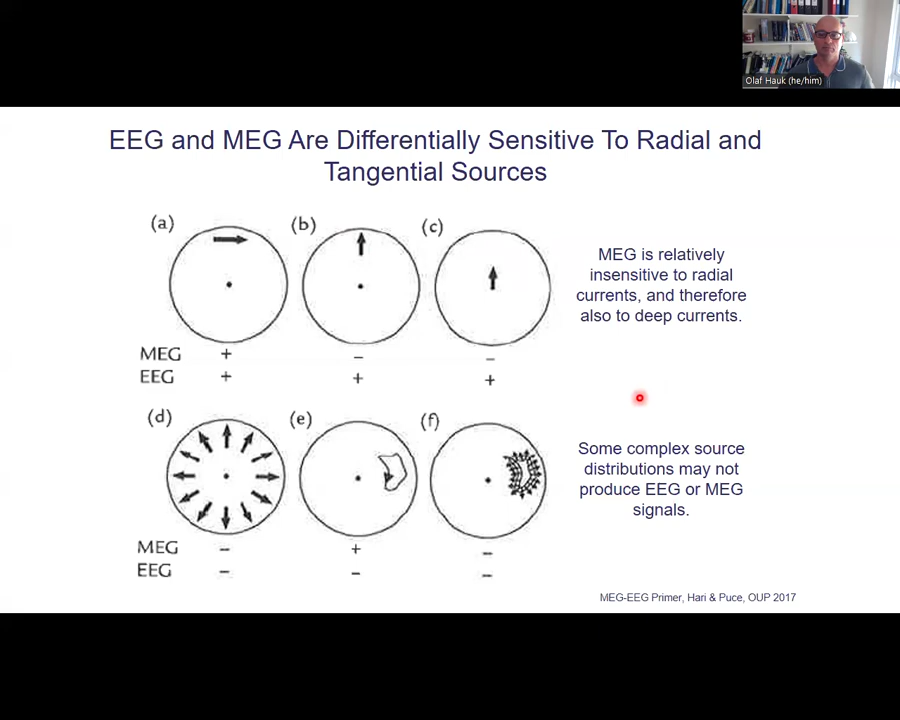 Olaf Hauk (he/him)
EEG and MEG Are Differentially Sensitive To Radial and
Tangential Sources
(a) (b) (c)
MEG + – –
EEG + + +
MEG is relatively
insensitive to radial
currents, and therefore
also to deep currents.
(d) (e) (f)
MEG – + –
EEG – – –
Some complex source
distributions may not
produce EEG or MEG
signals.
MEG-EEG Primer, Hari & Puce, OUP 2017